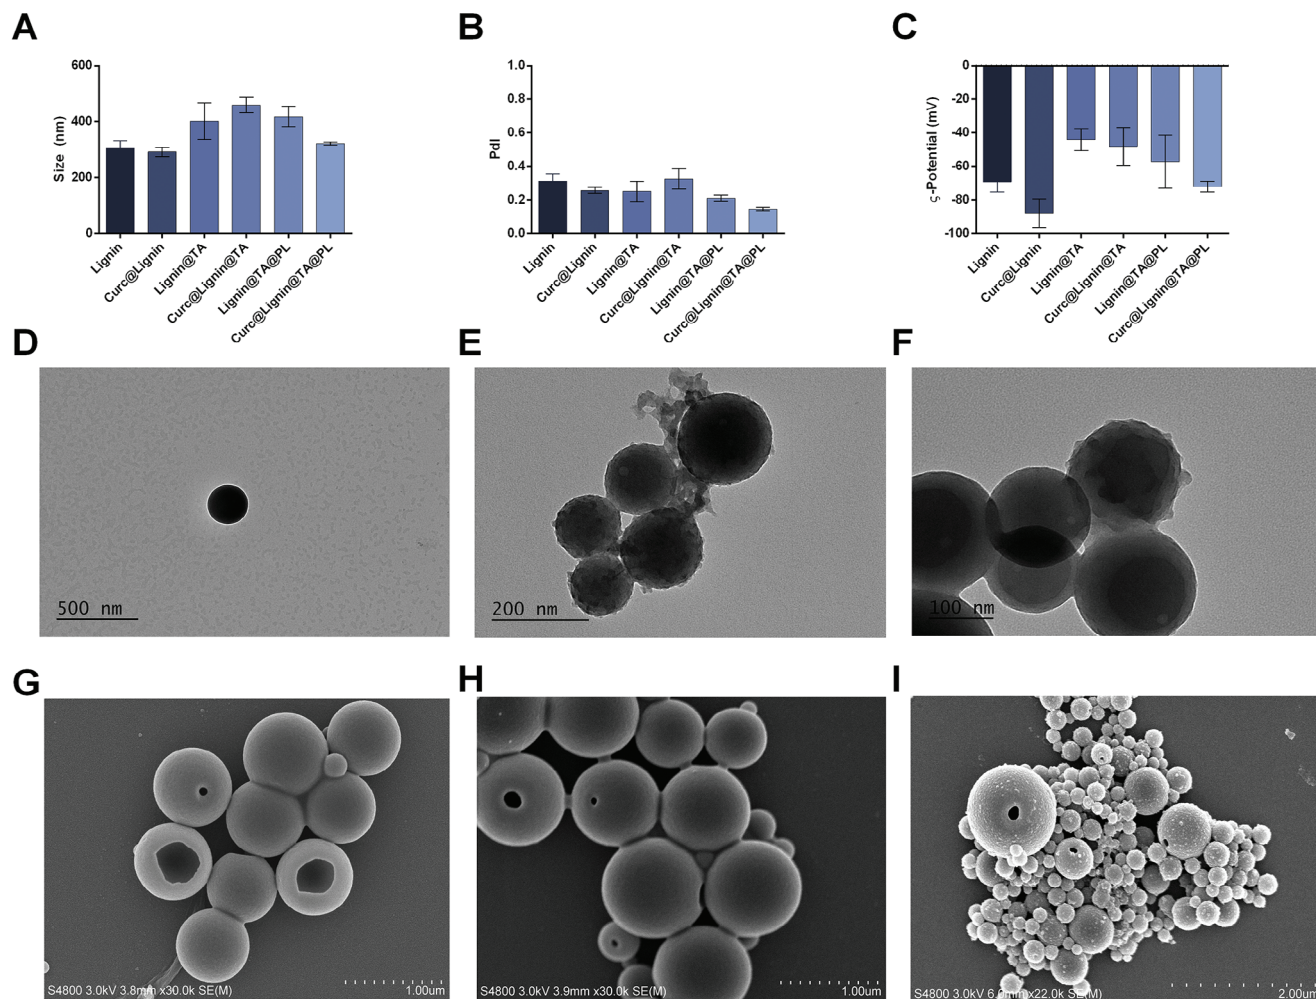 A
Size (nm)
600
400
200
0
Lignin
Curc@Lignin
Lignin@TA
Curc@Lignin@TA
Lignin@TA@PL
Curc@Lignin@TA@PL
B
PdI
1.0
0.8
0.6
0.4
0.2
0.0
Lignin
Curc@Lignin
Lignin@TA
Curc@Lignin@TA
Lignin@TA@PL
Curc@Lignin@TA@PL
C
ς-Potential (mV)
0
-20
-40
-60
-80
-100
Lignin
Curc@Lignin
Lignin@TA
Curc@Lignin@TA
Lignin@TA@PL
Curc@Lignin@TA@PL
D
500 nm
E
200 nm
F
100 nm
G
S4800 3.0kV 3.8mm x30.0k SE(M)
1.00um
H
S4800 3.0kV 3.9mm x30.0k SE(M)
1.00um
I
S4800 3.0kV 6.0mm x22.0k SE(M)
2.00um